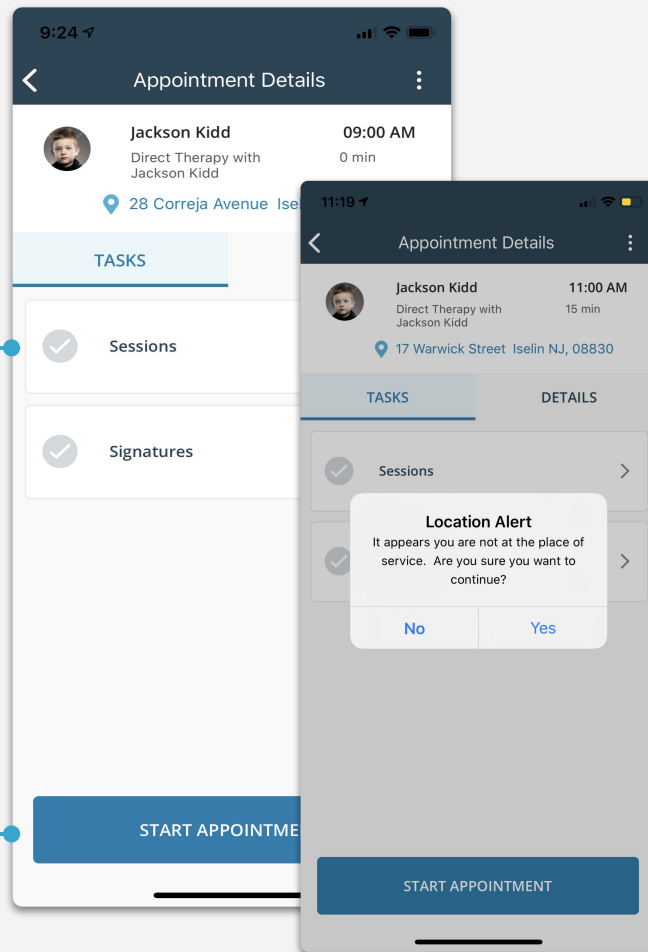 9:24
Appointment Details
Jackson Kidd
09:00 AM
Direct Therapy with
Jackson Kidd
0 min
28 Correja Avenue
TASKS
Sessions
Signatures
START
11:19
Appointment Details
Jackson Kidd
11:00 AM
Direct Therapy with
Jackson Kidd
15 min
17 Warwick Street Iselin NJ, 08830
TASKS
DETAILS
Sessions
Location Alert
It appears you are not at the place of
service. Are you sure you want to
continue?
No
Yes
START APPOINTMENT